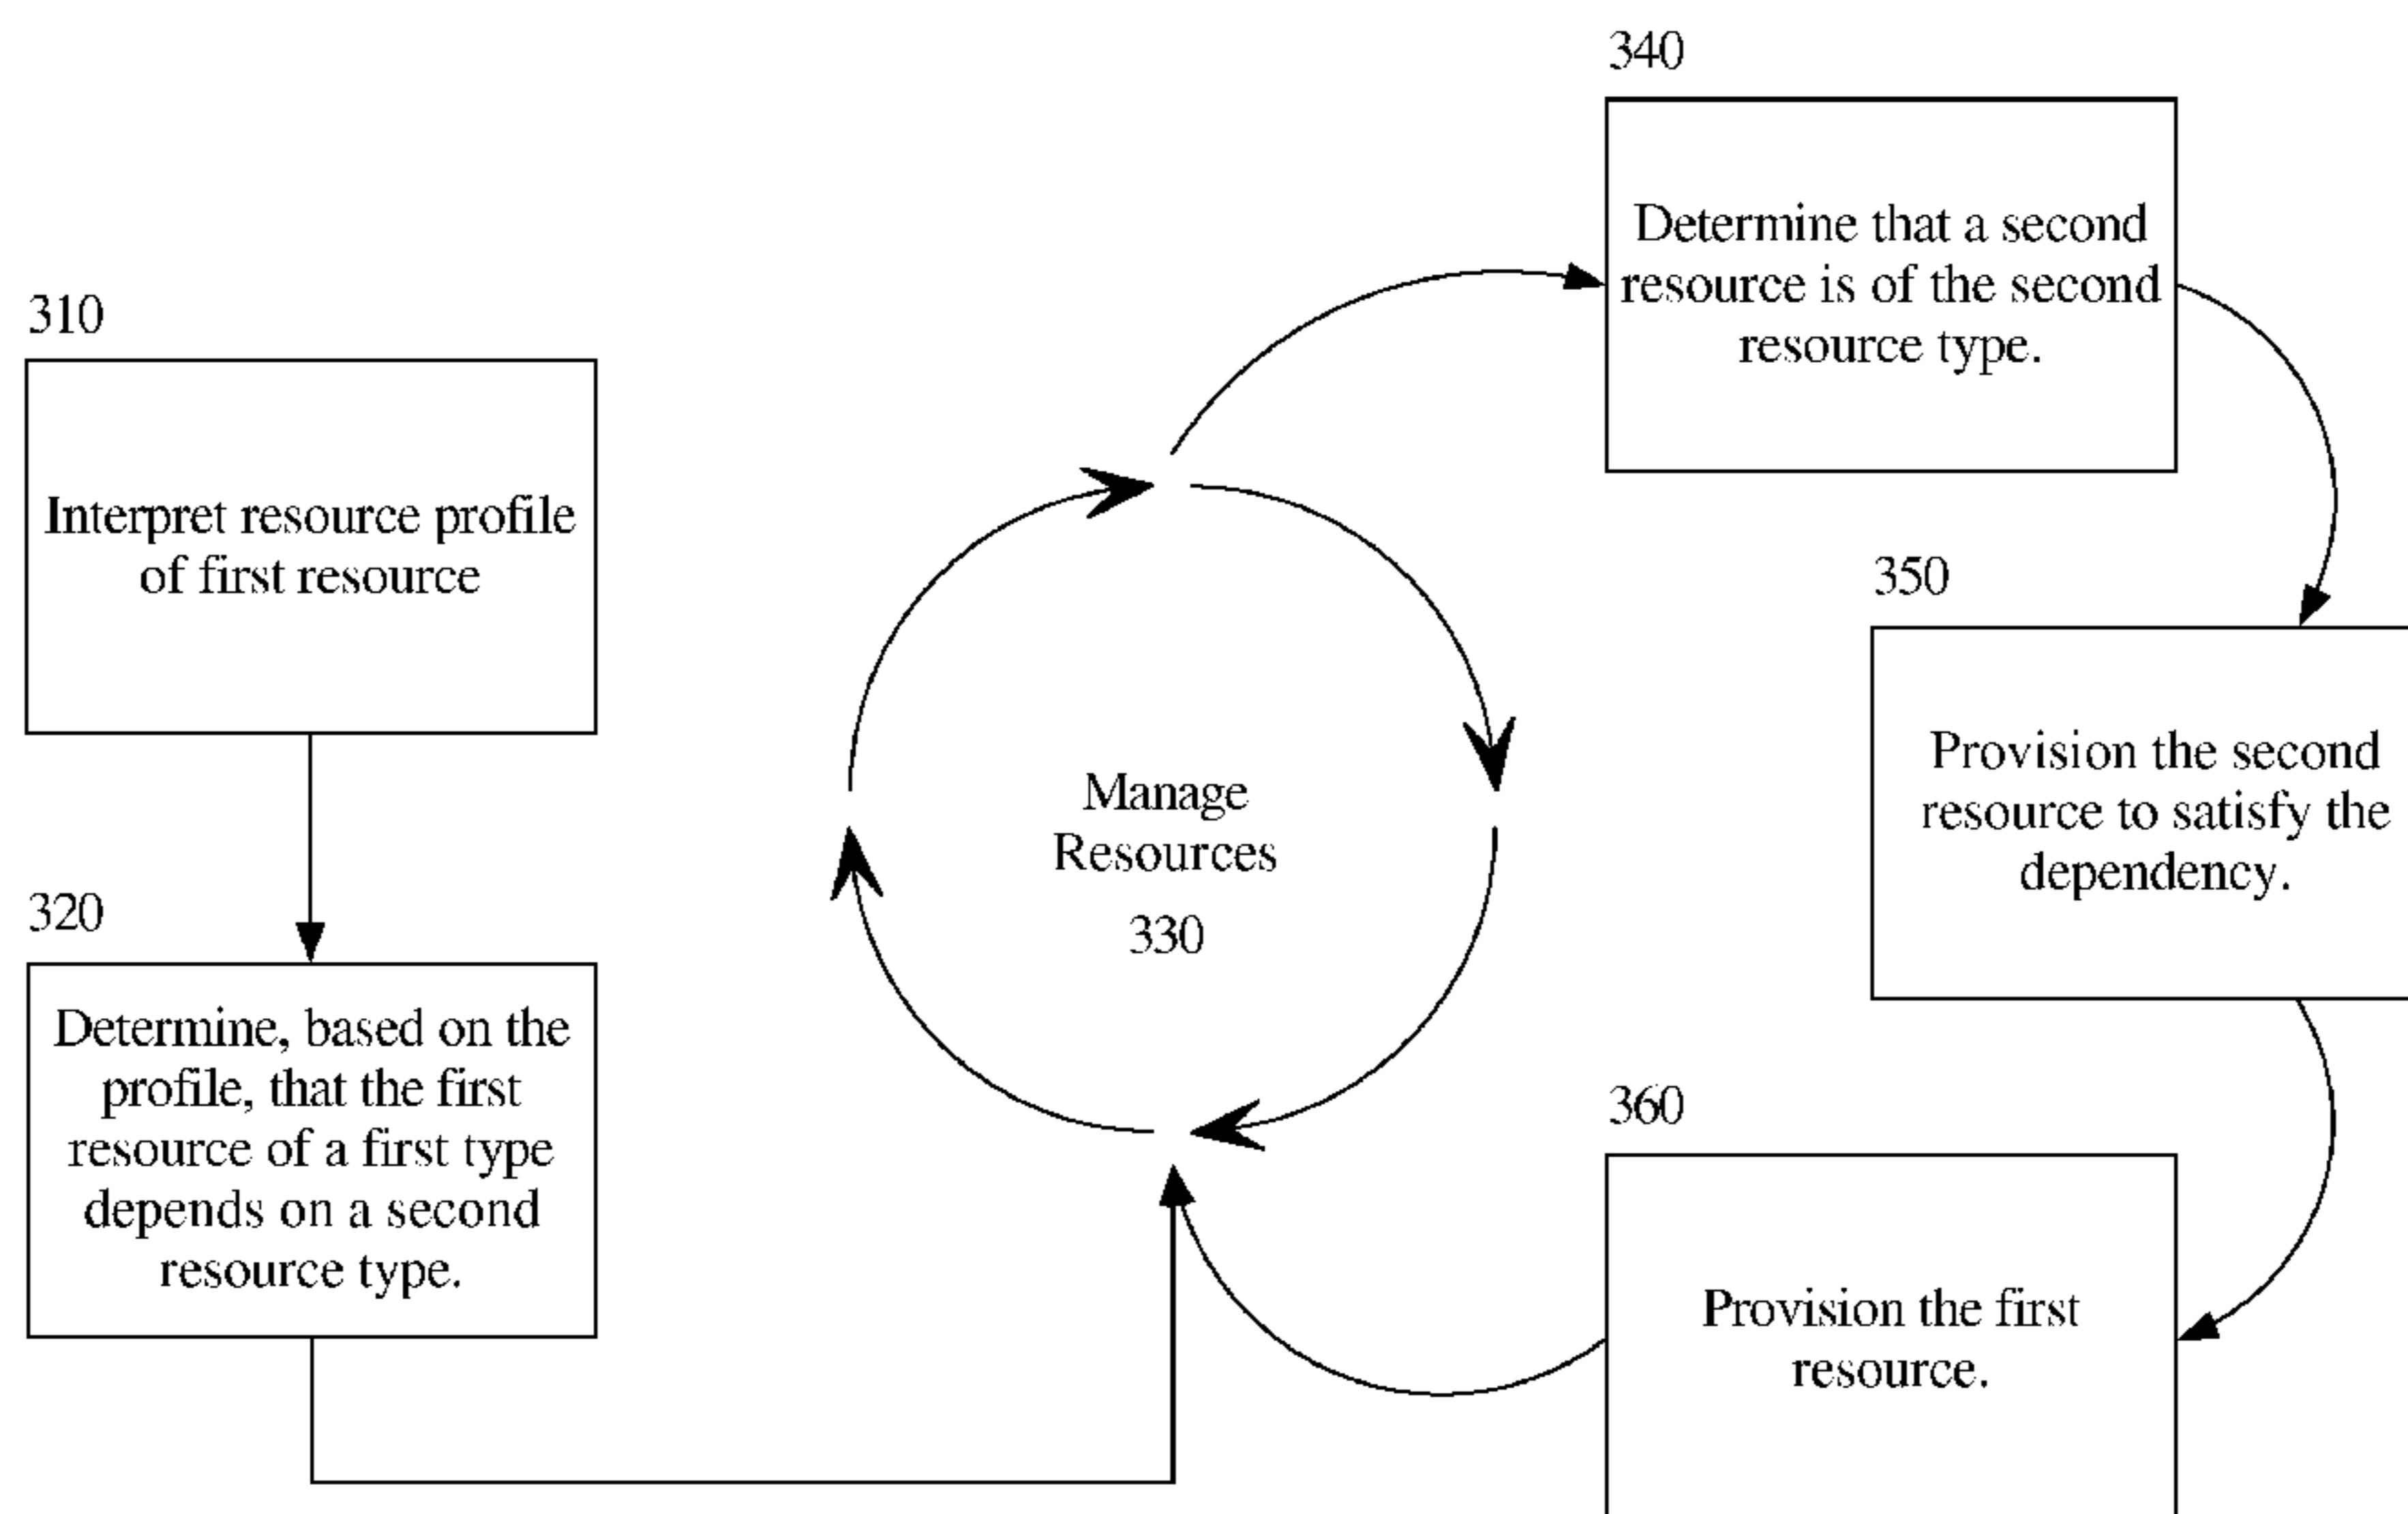 310
Interpret resource profile
of first resource
320
Determine, based on the
profile, that the first
resource of a first type
depends on a second
resource type.
Manage
Resources
330
340
Determine that a second
resource is of the second
resource type.
350
Provision the second
resource to satisfy the
dependency.
360
Provision the first
resource.